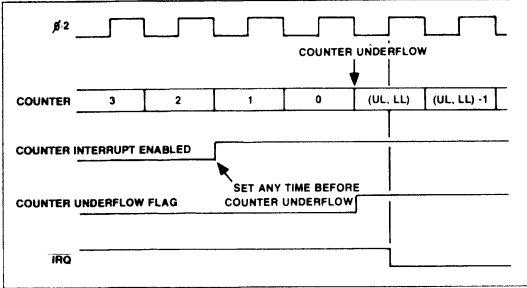 ø2
COUNTER UNDERFLOW
COUNTER 3 2 1 0 (UL, LL) (UL, LL) -1
COUNTER INTERRUPT ENABLED
SET ANY TIME BEFORE
COUNTER UNDERFLOW FLAG COUNTER UNDERFLOW
IRQ